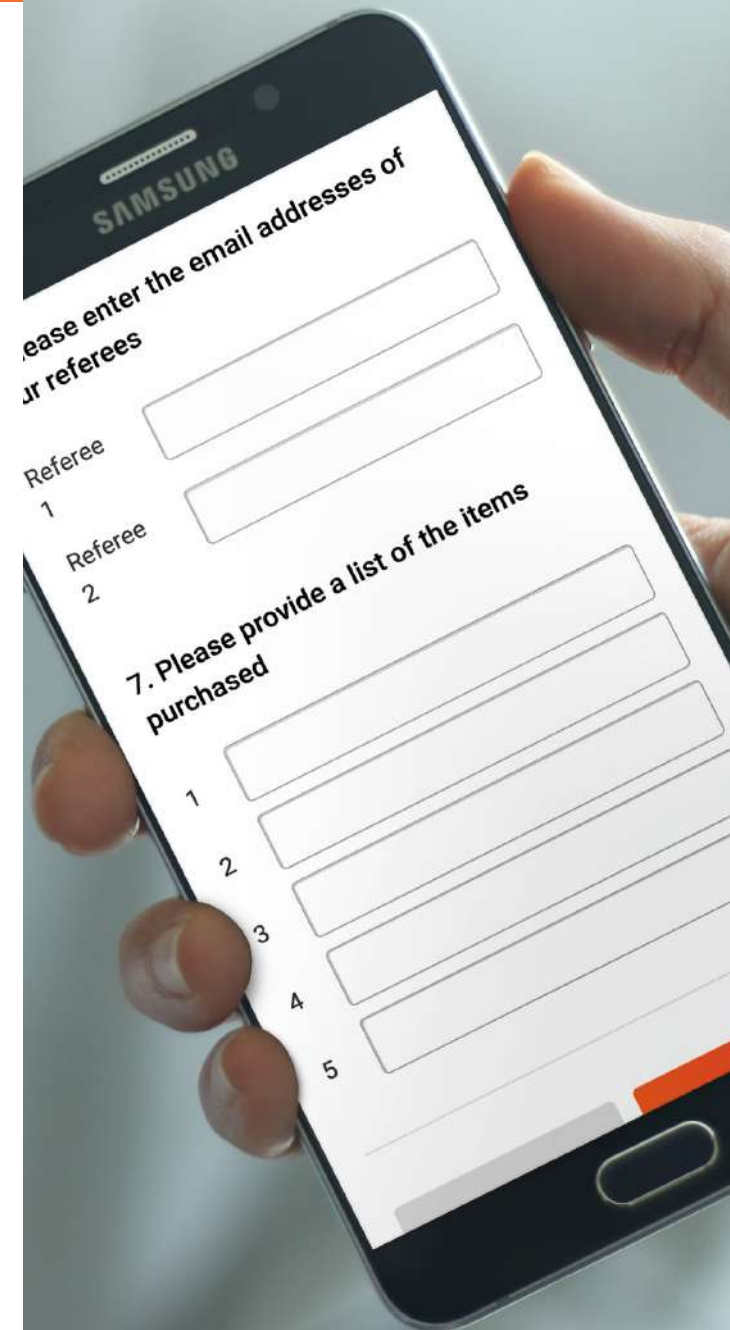 SAMSUNG
ease enter the email addresses of
ur referees
Referee
1
Referee
2
7. Please provide a list of the items
purchased
1
2
3
4
5